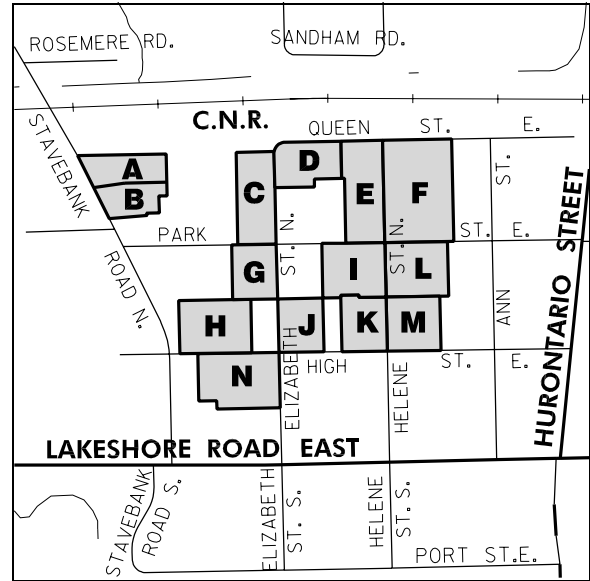 ROSEMERE RD.
SANDHAM RD.
C.N.R.
QUEEN ST. E.
STAVEBANK
ROAD N.
A
B
C
D
E
F
ST.
ANN
HURONTARIO STREET
PARK ST. E.
ST. N.
ELIZABETH
ST. N.
HELENE
G
I
L
H
J
K
M
N
HIGH ST. E.
LAKESHORE ROAD EAST
STAVEBANK
ROAD S.
ELIZABETH
ST. S.
HELENE
ST. S.
PORT ST.E.